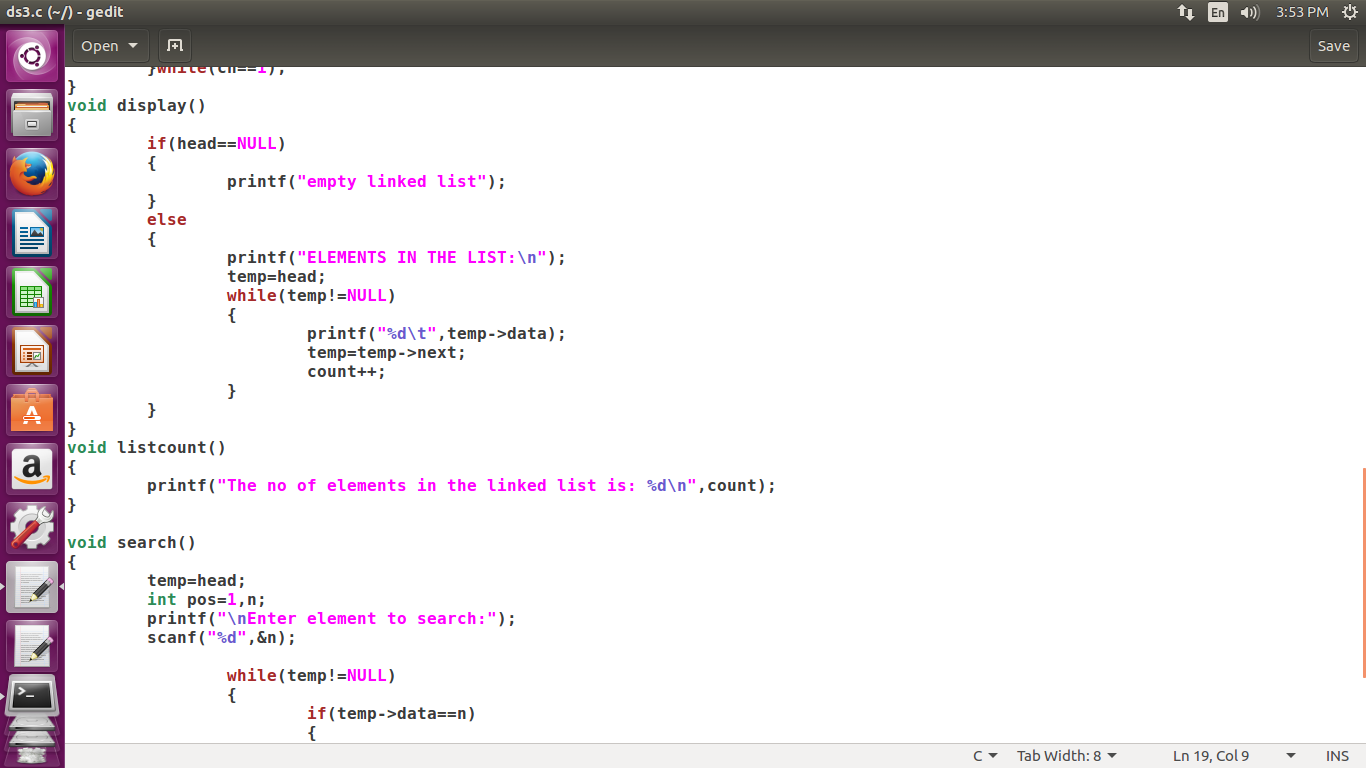 ds3.c (~/) - gedit
En
3:53 PM
Open
Save
}while(ch==1);
}
void display()
{
if(head==NULL)
{
printf("empty linked list");
}
else
{
printf("ELEMENTS IN THE LIST:\n");
temp=head;
while(temp!=NULL)
{
printf("%d\t",temp->data);
temp=temp->next;
count++;
}
}
}
void listcount()
{
printf("The no of elements in the linked list is: %d\n",count);
}
void search()
{
temp=head;
int pos=1,n;
printf("\nEnter element to search:");
scanf("%d",&n);
while(temp!=NULL)
{
if(temp->data==n)
{
C
Tab Width: 8
Ln 19, Col 9
INS